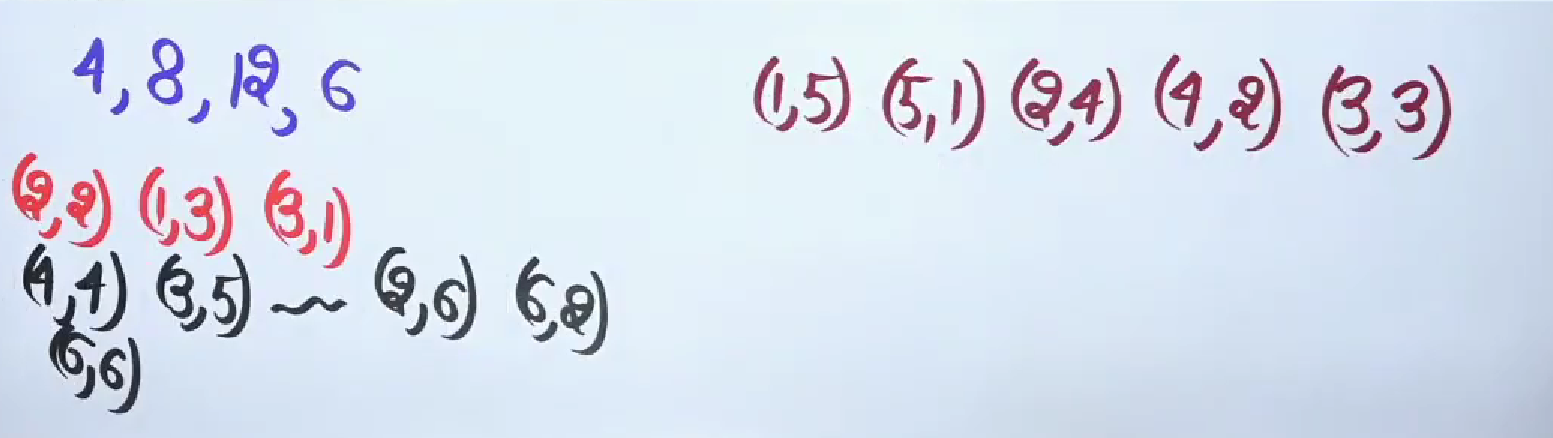 4, 8, 12, 6
(1,5) (5,1) (2,4) (4,2) (3,3)
(2,2) (1,3) (3,1)
(4,4) (3,5) ~ (2,6) (6,2)
(6,6)